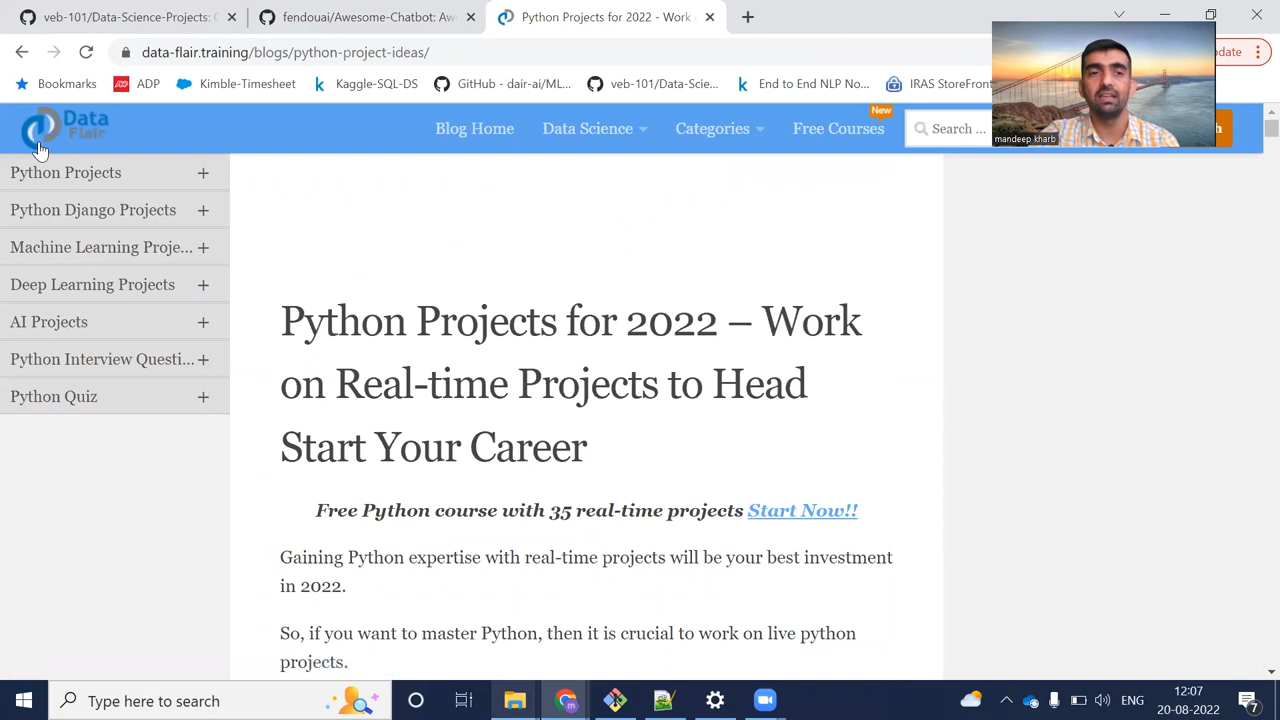 veb-101/Data-Science-Projects: C
fendouai/Awesome-Chatbot: Aw
Python Projects for 2022 - Work
data-flair.training/blogs/python-project-ideas/
Update
Bookmarks
ADP
Kimble-Timesheet
Kaggle-SQL-b
GitHub - dair-ai/ML...
veb-101/Data-Scie...
End to End NLP No...
IRAS StoreFront
Data
Flair
Blog Home
Data Science
Categories
Free Courses
New
Search ...
mandeep kharb
Python Projects
Python Django Projects
Machine Learning Proje...
Deep Learning Projects
AI Projects
Python Interview Questi...
Python Quiz
Python Projects for 2022 – Work
on Real-time Projects to Head
Start Your Career
Free Python course with 35 real-time projects Start Now!!
Gaining Python expertise with real-time projects will be your best investment
in 2022.
So, if you want to master Python, then it is crucial to work on live python
projects.
Type here to search
ENG
12:07
20-08-2022
7